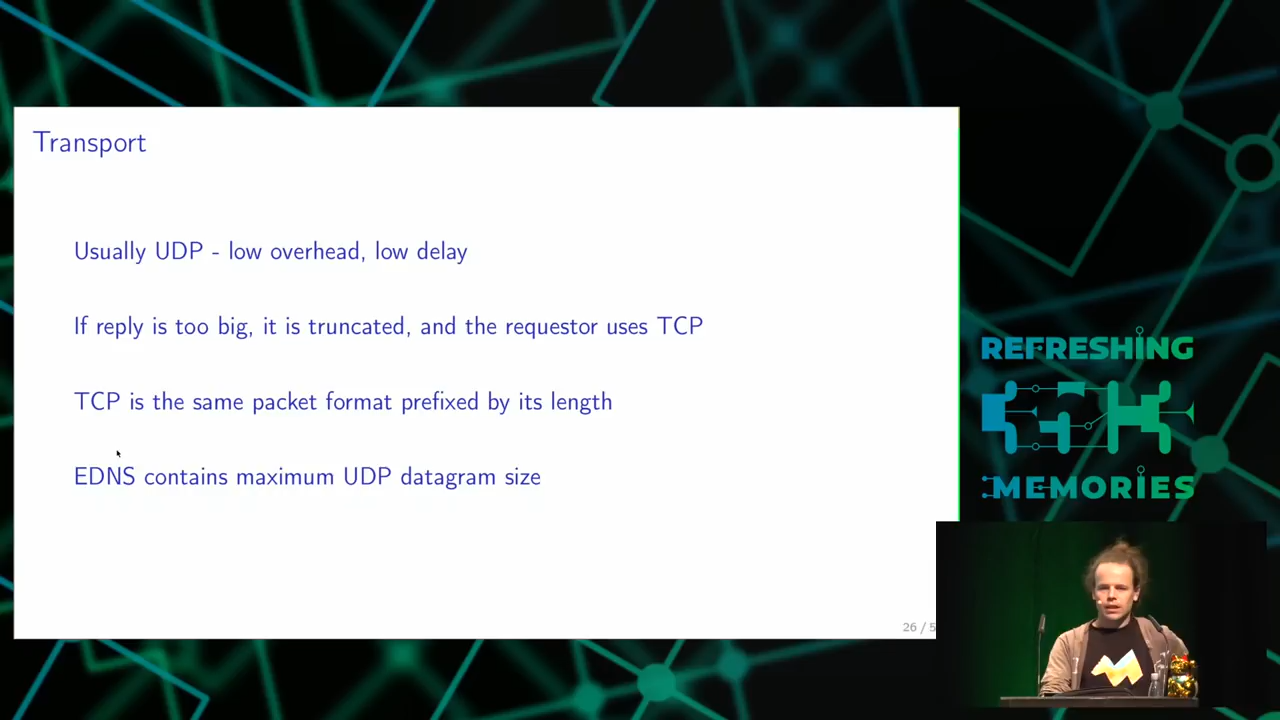 Transport
Usually UDP - low overhead, low delay
If reply is too big, it is truncated, and the requestor uses TCP
TCP is the same packet format prefixed by its length
EDNS contains maximum UDP datagram size
26 / 5
REFRESHING
MEMORIES